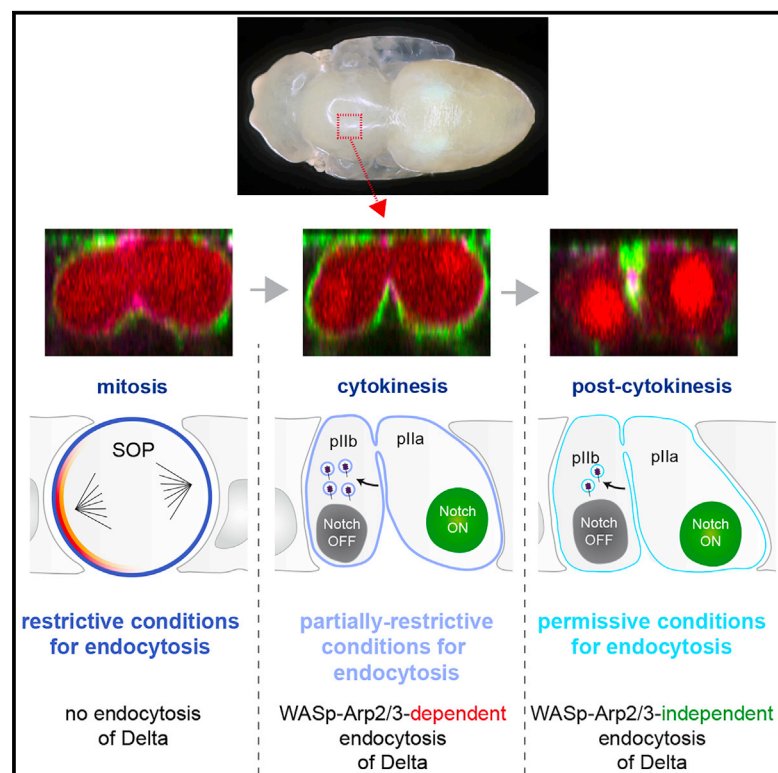 mitosis
cytokinesis
post-cytokinesis
SOP
pIIb
pIIa
Notch
OFF
Notch
ON
pIIb
pIIa
Notch
OFF
Notch
ON
restrictive conditions
for endocytosis
partially-restrictive
conditions for
endocytosis
permissive conditions
for endocytosis
no endocytosis
of Delta
WASp-Arp2/3-dependent
endocytosis
of Delta
WASp-Arp2/3-independent
endocytosis
of Delta